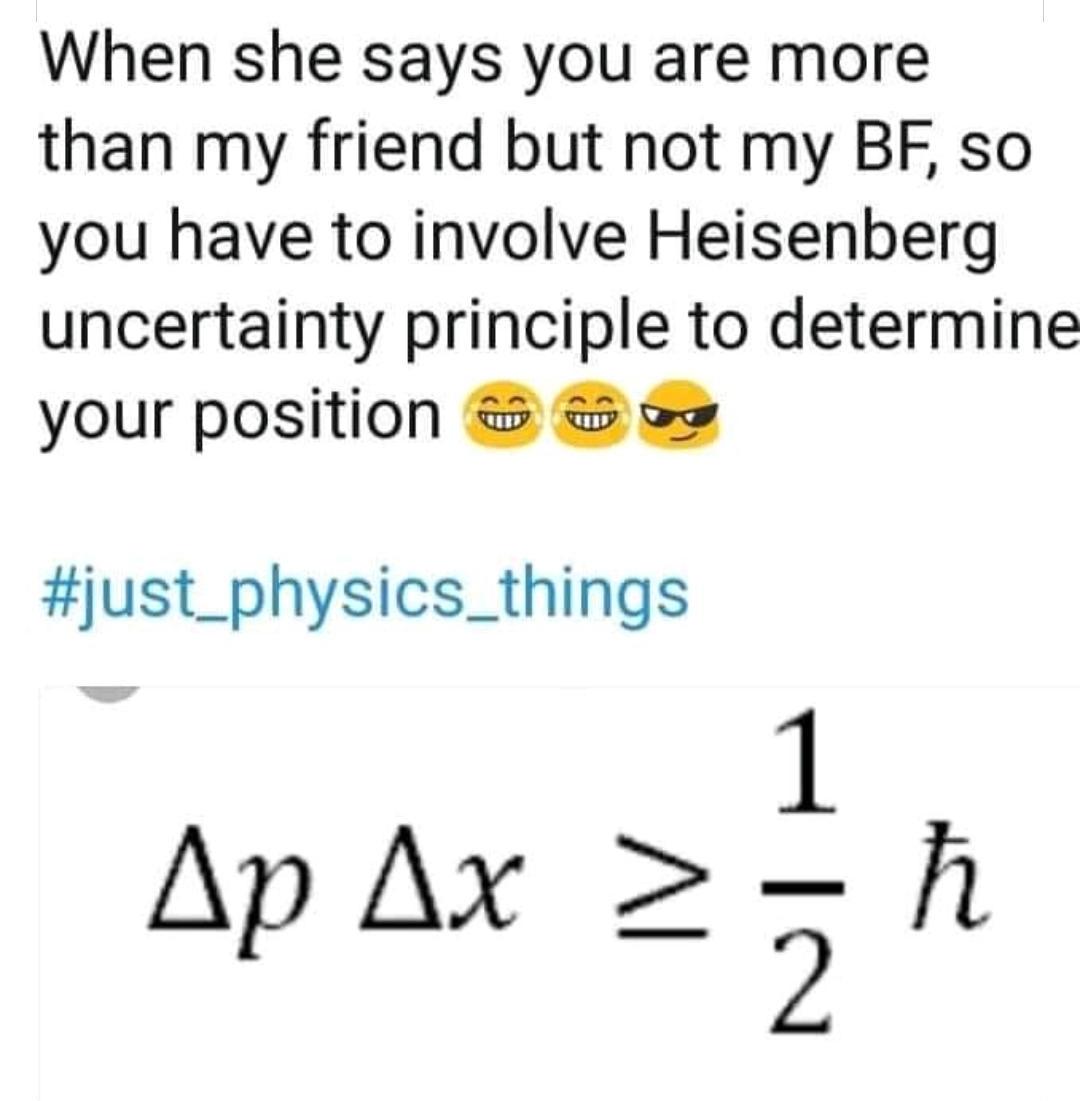 When she says you are more
than my friend but not my BF, so
you have to involve Heisenberg
uncertainty principle to determine
your position 😂😂😎
#just_physics_things
Δp Δx ≥ 1/2 ħ